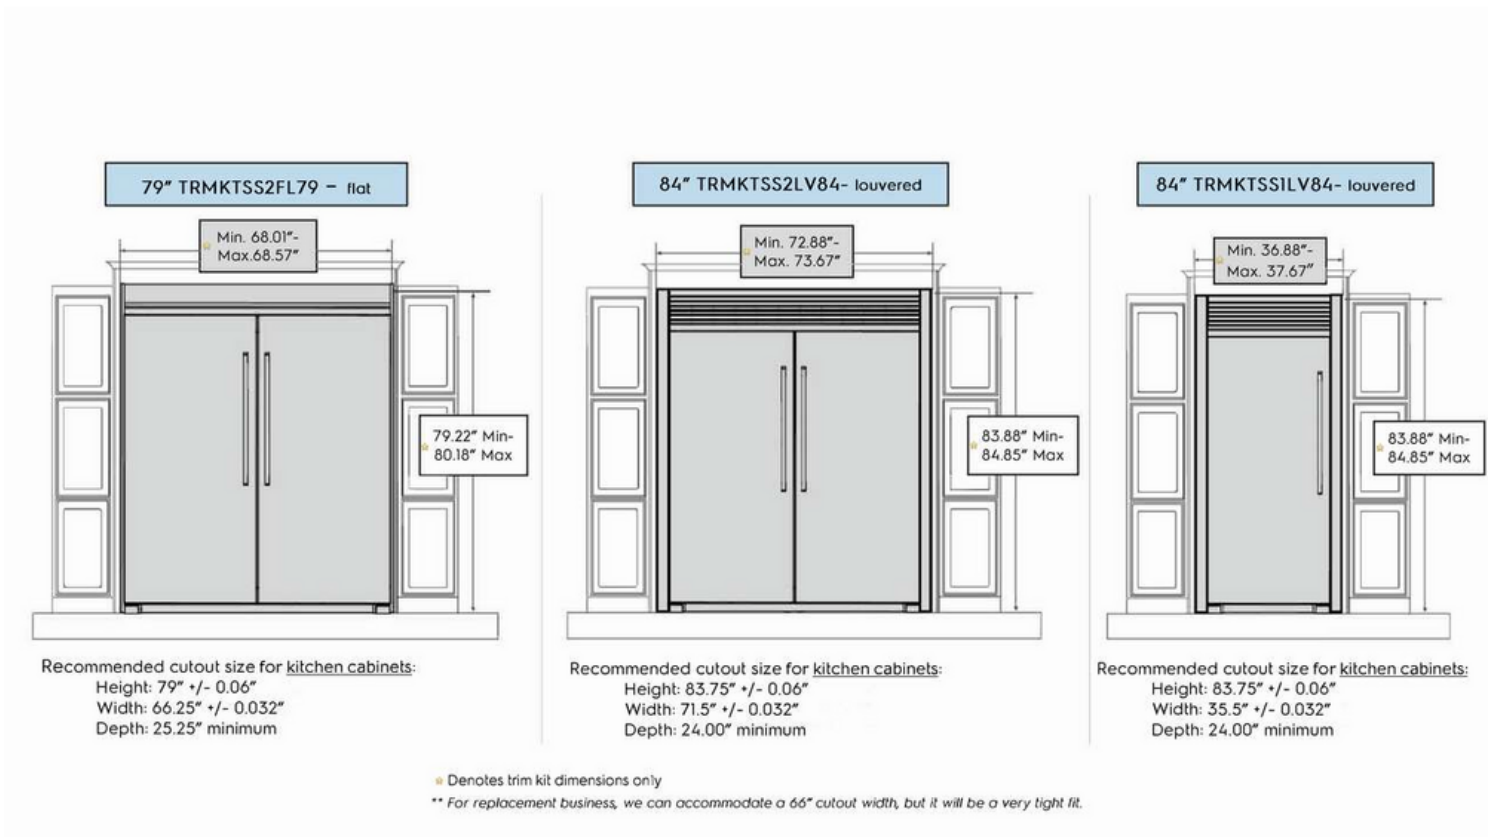 79" TRMKTSS2FL79 – flat
Min. 68.01"-
Max.68.57"
79.22" Min-
80.18" Max
Recommended cutout size for kitchen cabinets:
Height: 79" +/- 0.06"
Width: 66.25" +/- 0.032"
Depth: 25.25" minimum
84" TRMKTSS2LV84- louvered
Min. 72.88"-
Max. 73.67"
83.88" Min-
84.85" Max
Recommended cutout size for kitchen cabinets:
Height: 83.75" +/- 0.06"
Width: 71.5" +/- 0.032"
Depth: 24.00" minimum
84" TRMKTSS1LV84- louvered
Min. 36.88"-
Max. 37.67"
83.88" Min-
84.85" Max
Recommended cutout size for kitchen cabinets:
Height: 83.75" +/- 0.06"
Width: 35.5" +/- 0.032"
Depth: 24.00" minimum
Denotes trim kit dimensions only
** For replacement business, we can accommodate a 66" cutout width, but it will be a very tight fit.